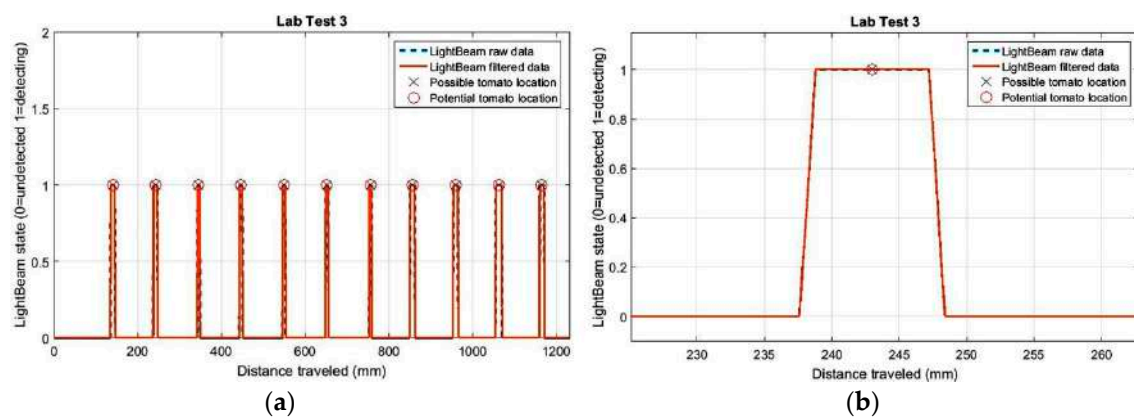 Lab Test 3
LightBeam state (0=undetected 1=detecting)
2
1.5
1
0.5
0
LightBeam raw data
LightBeam filtered data
Possible tomato location
Potential tomato location
0 200 400 600 800 1000 1200
Distance traveled (mm)
(a)
Lab Test 3
LightBeam state (0=undetected 1=detecting)
1
0.8
0.6
0.4
0.2
0
LightBeam raw data
LightBeam filtered data
Possible tomato location
Potential tomato location
230 235 240 245 250 255 260
Distance traveled (mm)
(b)